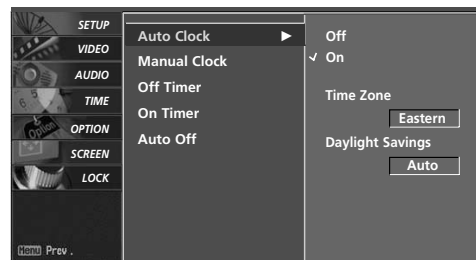 SETUP
VIDEO
AUDIO
TIME
OPTION
SCREEN
LOCK
Menu Prev.
Auto Clock ►
Manual Clock
Off Timer
On Timer
Auto Off
Off
✓ On
Time Zone
Eastern
Daylight Savings
Auto